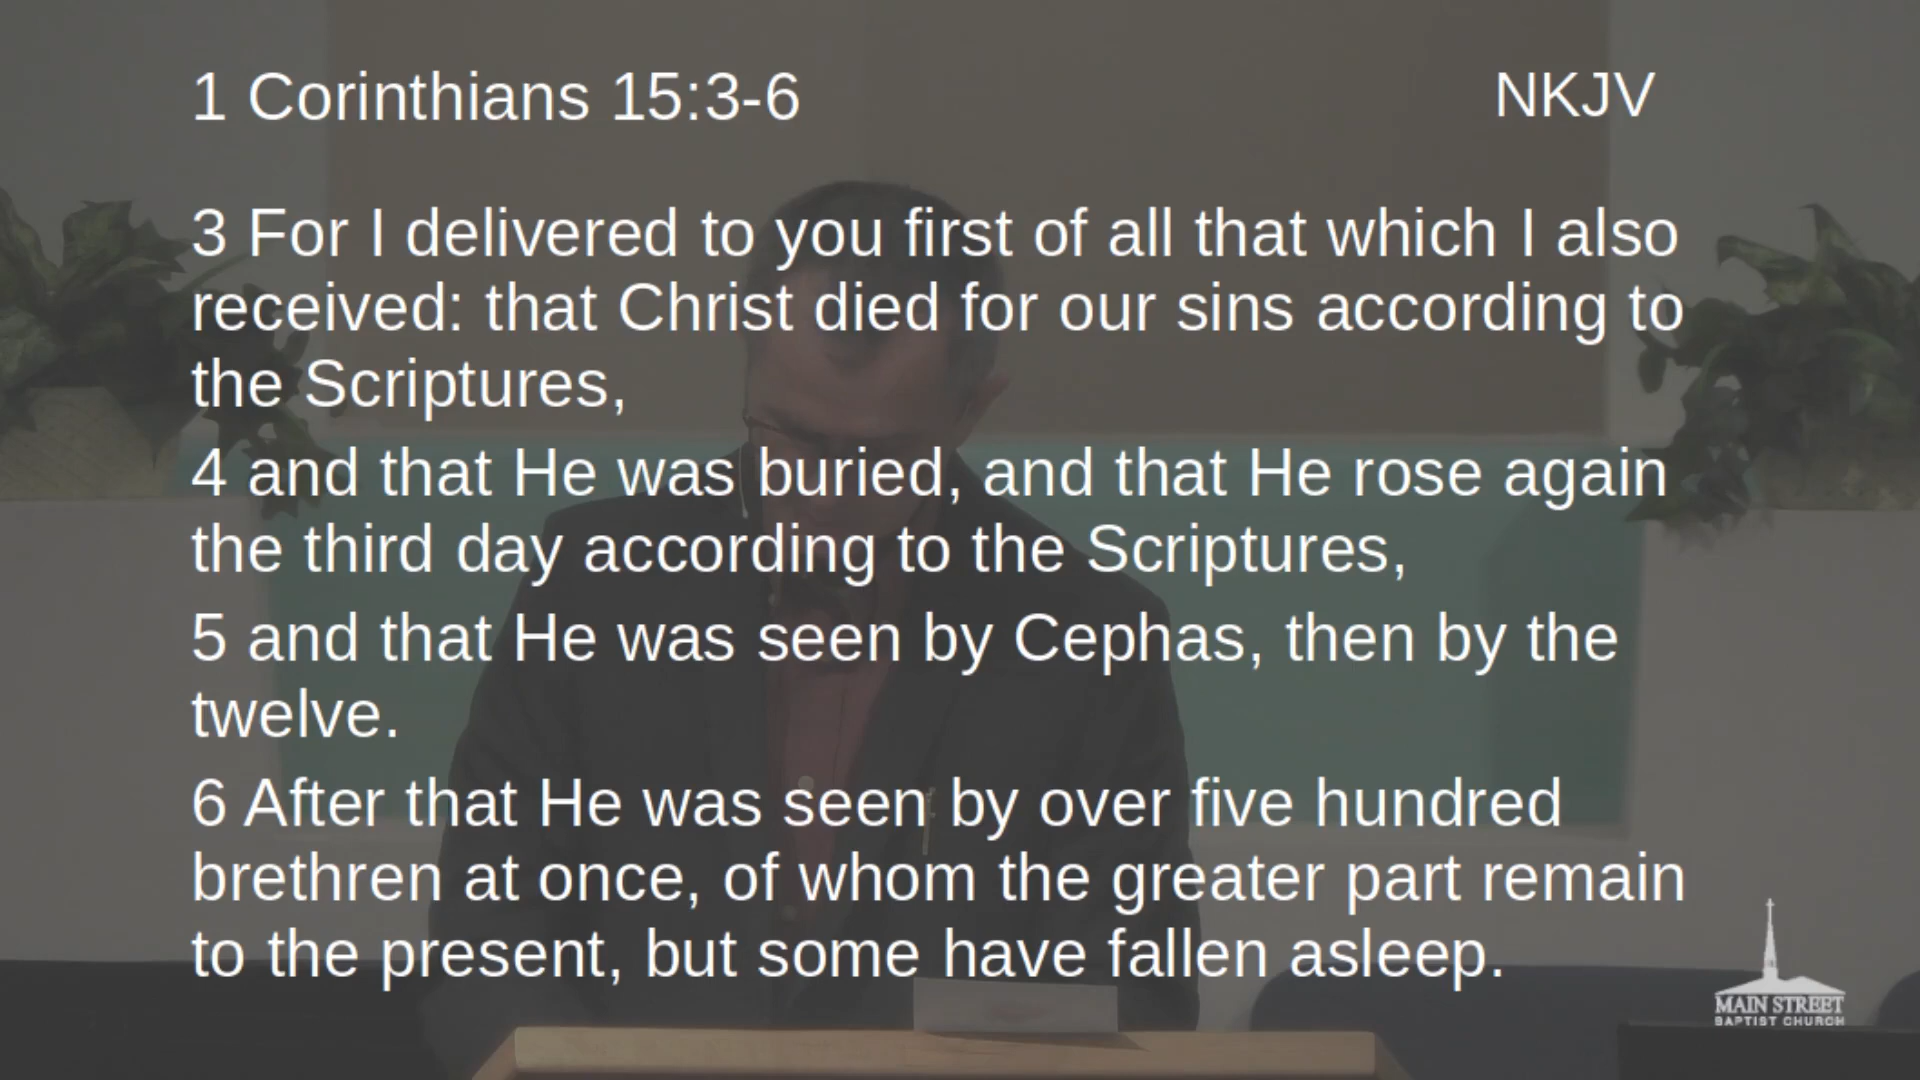 1 Corinthians 15:3-6 NKJV
3 For I delivered to you first of all that which I also
received: that Christ died for our sins according to
the Scriptures,
4 and that He was buried, and that He rose again
the third day according to the Scriptures,
5 and that He was seen by Cephas, then by the
twelve.
6 After that He was seen by over five hundred
brethren at once, of whom the greater part remain
to the present, but some have fallen asleep.
MAIN STREET
BAPTIST CHURCH